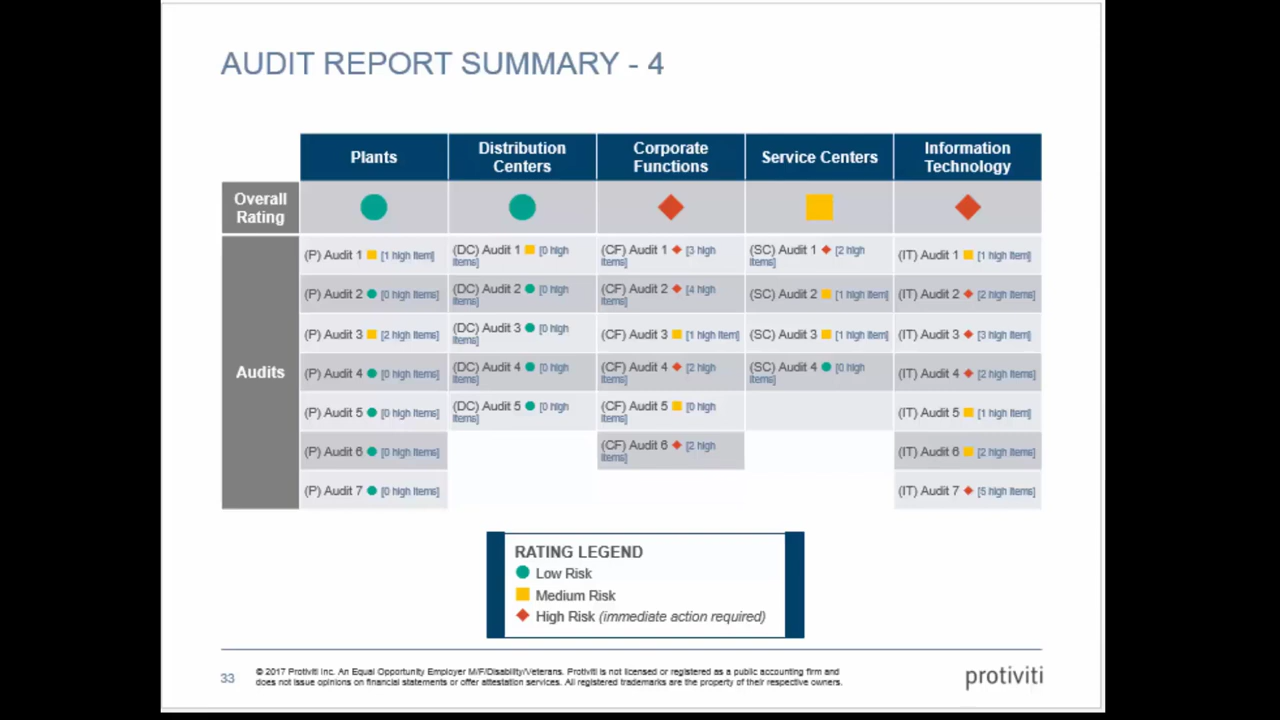 AUDIT REPORT SUMMARY - 4
Plants
Distribution
Centers
Corporate
Functions
Service Centers
Information
Technology
Overall
Rating
Audits
(P) Audit 1 [1 high item]
(DC) Audit 1 [0 high
items]
(CF) Audit 1 [3 high
items]
(SC) Audit 1 [2 high
items]
(IT) Audit 1 [1 high item]
(P) Audit 2 [0 high items]
(DC) Audit 2 [0 high
items]
(CF) Audit 2 [4 high
items]
(SC) Audit 2 [1 high item]
(IT) Audit 2 [2 high items]
(P) Audit 3 [2 high items]
(DC) Audit 3 [0 high
items]
(CF) Audit 3 [1 high item]
(SC) Audit 3 [1 high item]
(IT) Audit 3 [3 high items]
(P) Audit 4 [0 high items]
(DC) Audit 4 [0 high
items]
(CF) Audit 4 [2 high
items]
(SC) Audit 4 [0 high
items]
(IT) Audit 4 [2 high items]
(P) Audit 5 [0 high items]
(DC) Audit 5 [0 high
items]
(CF) Audit 5 [0 high
items]
(IT) Audit 5 [1 high item]
(P) Audit 6 [0 high items]
(CF) Audit 6 [2 high
items]
(IT) Audit 6 [2 high items]
(P) Audit 7 [0 high items]
(IT) Audit 7 [5 high items]
RATING LEGEND
Low Risk
Medium Risk
High Risk (immediate action required)
33
© 2017 Protiviti Inc. An Equal Opportunity Employer M/F/Disability/Veterans. Protiviti is not licensed or registered as a public accounting firm and
does not issue opinions on financial statements or offer attestation services. All registered trademarks are the property of their respective owners.
protiviti